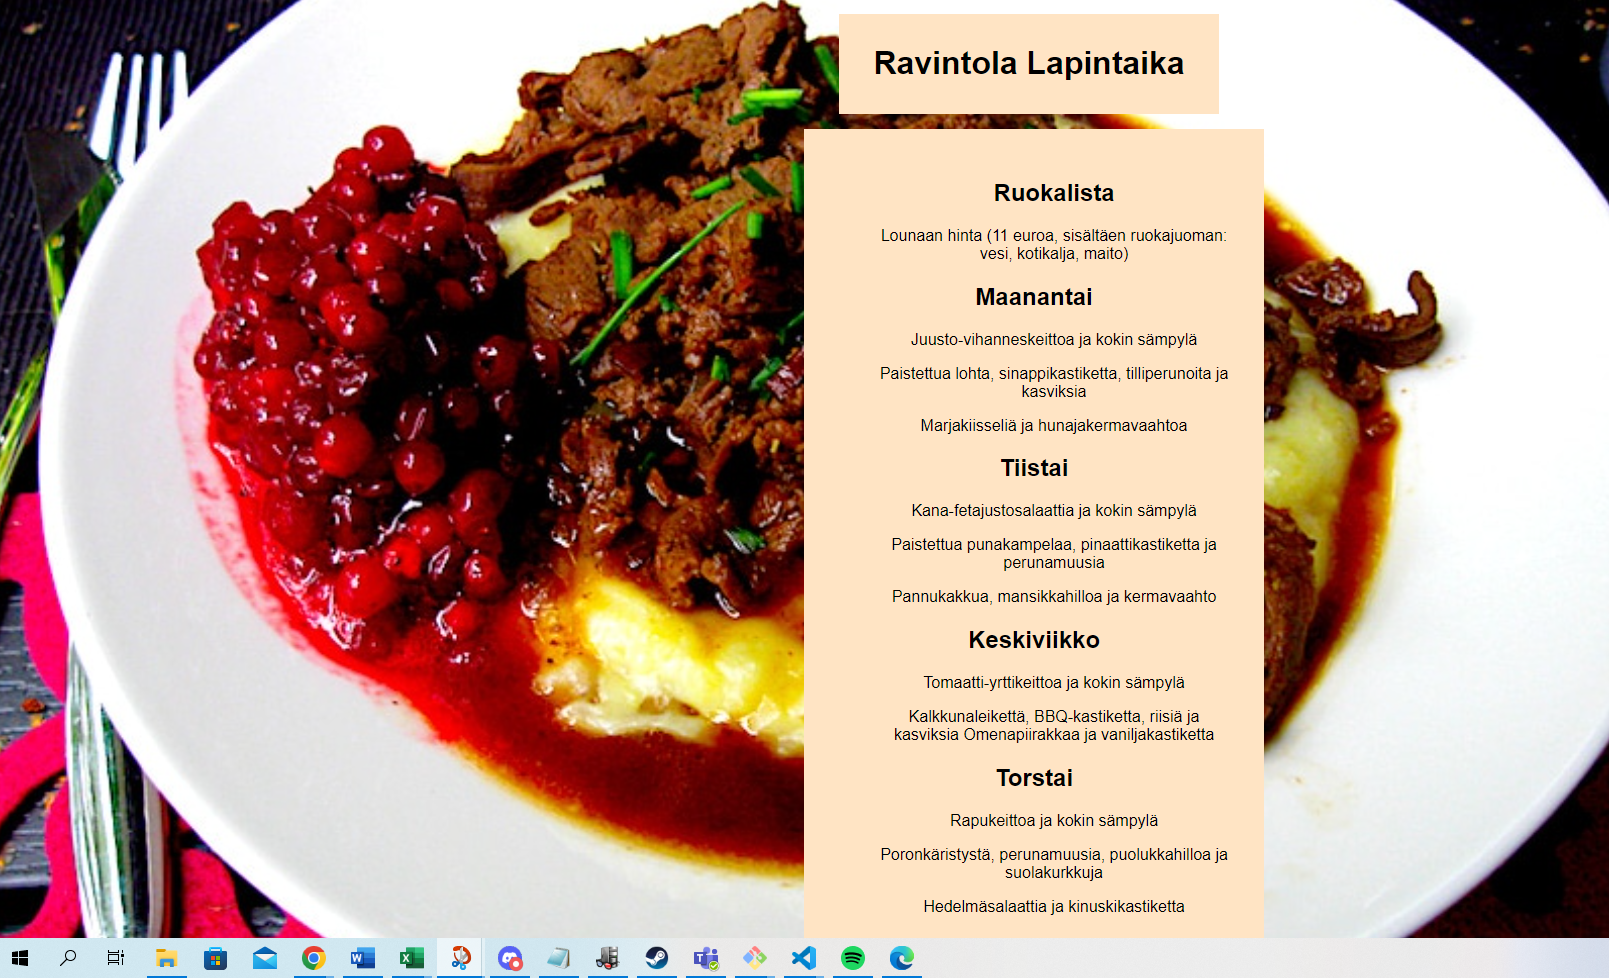 Ravintola Lapintaika
Ruokalista
Lounaan hinta (11 euroa, sisältäen ruokajuoman:
vesi, kotikalja, maito)
Maanantai
Juusto-vihanneskeittoa ja kokin sämpylä
Paistettua lohta, sinappikastiketta, tilliperunoita ja
kasviksia
Marjakiisseliä ja hunajakermavaahtoa
Tiistai
Kana-fetajustosalaattia ja kokin sämpylä
Paistettua punakampelaa, pinaattikastiketta ja
perunamuusia
Pannukakkua, mansikkahilloa ja kermavaahto
Keskiviikko
Tomaatti-yrttikeittoa ja kokin sämpylä
Kalkkunaleikettä, BBQ-kastiketta, riisiä ja
kasviksia Omenapiirakkaa ja vaniljakastiketta
Torstai
Rapukeittoa ja kokin sämpylä
Poronkäristystä, perunamuusia, puolukkahilloa ja
suolakurkkuja
Hedelmäsalaattia ja kinuskikastiketta